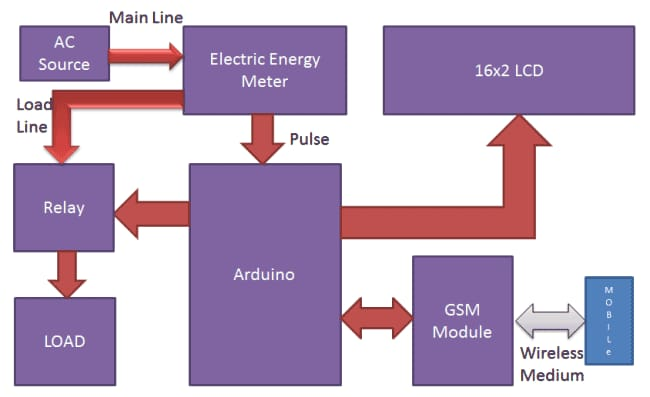 Main Line
AC
Source
Electric Energy
Meter
16x2 LCD
Load
Line
Pulse
Relay
Arduino
LOAD
GSM
Module
M
O
B
I
L
e
Wireless
Medium